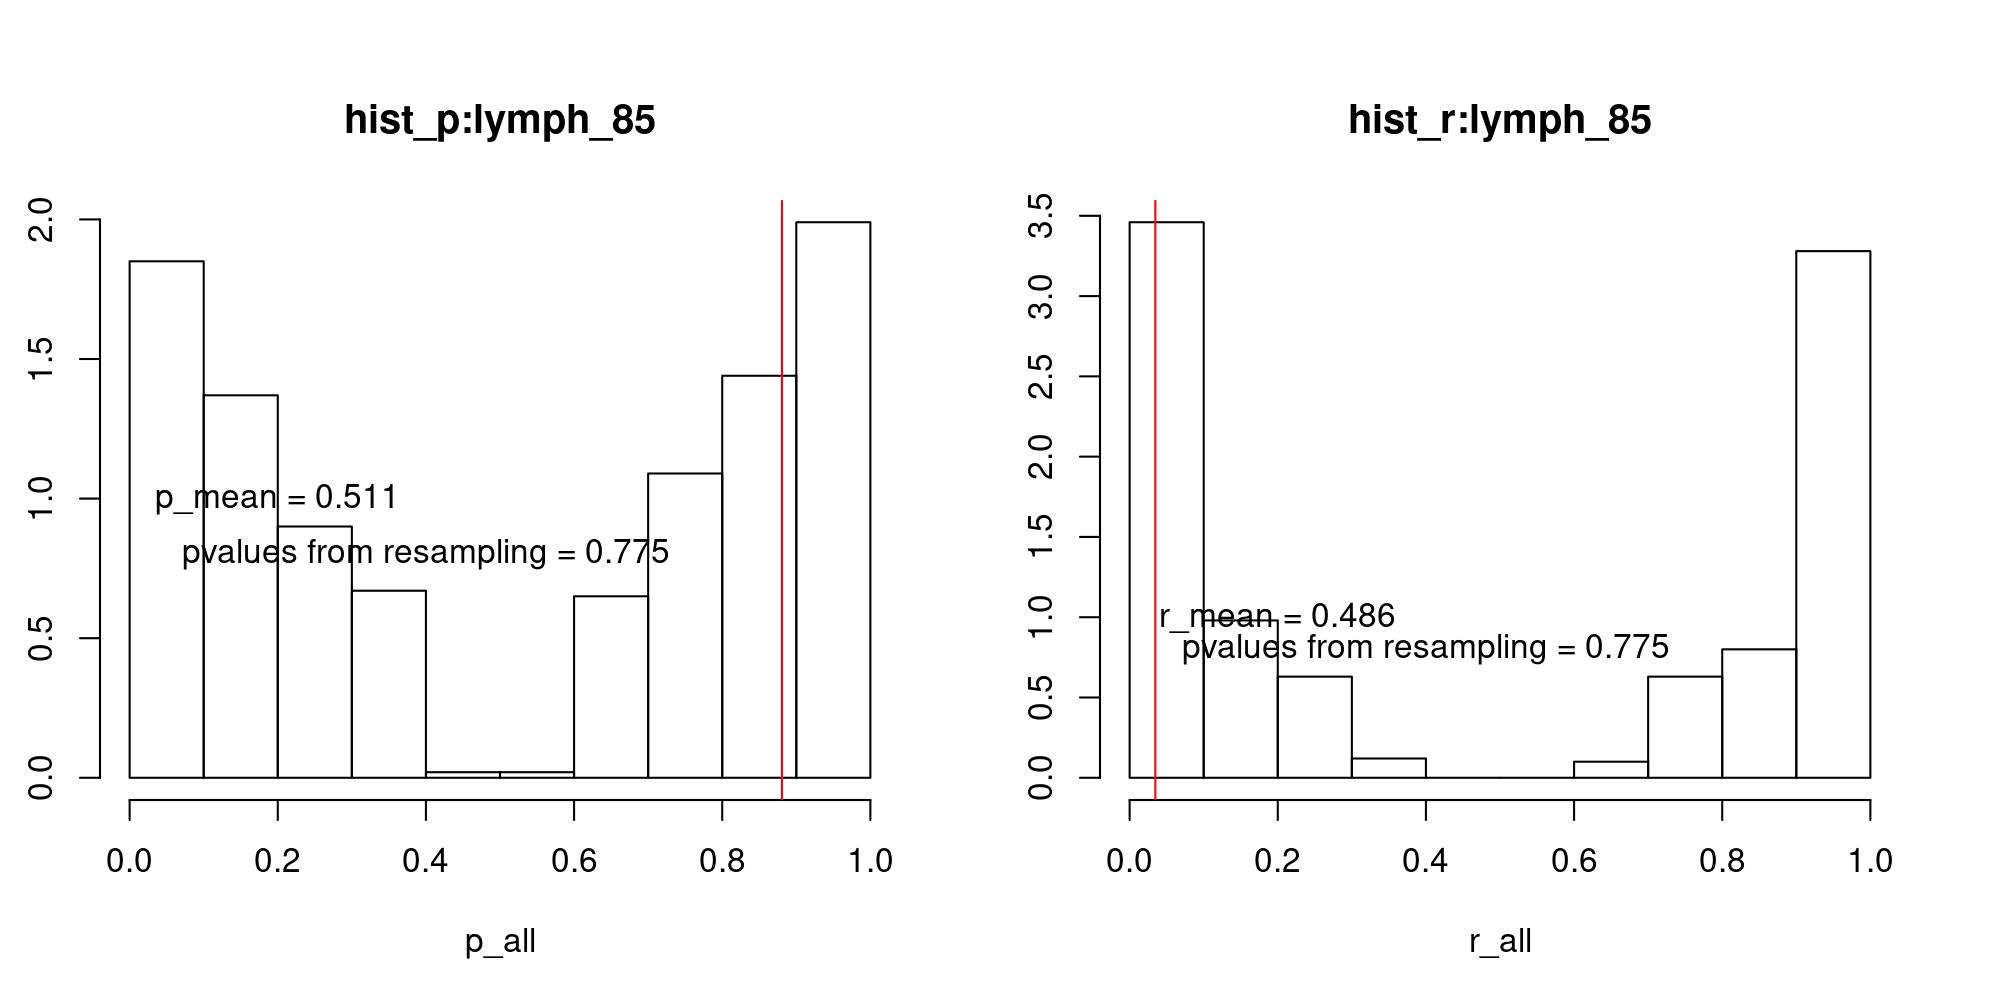 hist_p:lymph_85
2.0
1.5
1.0
0.5
0.0
p_mean = 0.511
pvalues from resampling = 0.775
0.0 0.2 0.4 0.6 0.8 1.0
p_all
hist_r:lymph_85
3.5
3.0
2.5
2.0
1.5
1.0
0.5
0.0
r_mean = 0.486
pvalues from resampling = 0.775
0.0 0.2 0.4 0.6 0.8 1.0
r_all